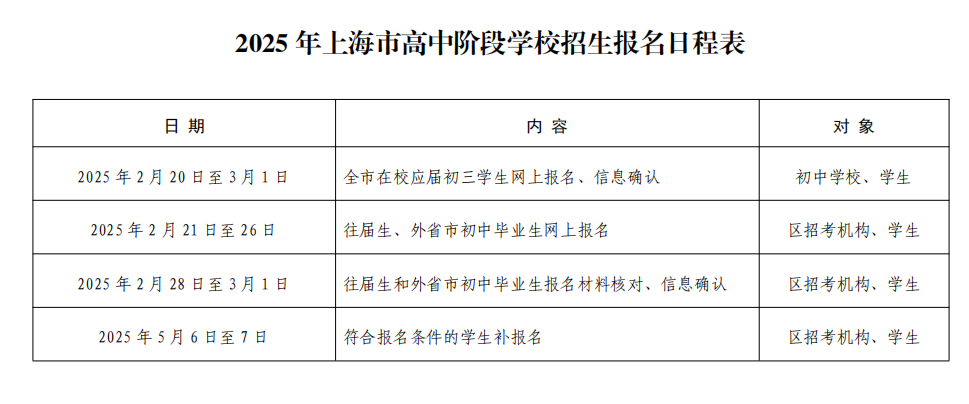 2025 年上海市高中阶段学校招生报名日程表
日 期 内 容 对 象
2025 年 2 月 20 日至 3 月 1 日 全市在校应届初三学生网上报名、信息确认 初中学校、学生
2025 年 2 月 21 日至 26 日 往届生、外省市初中毕业生网上报名 区招考机构、学生
2025 年 2 月 28 日至 3 月 1 日 往届生和外省市初中毕业生报名材料核对、信息确认 区招考机构、学生
2025 年 5 月 6 日至 7 日 符合报名条件的学生补报名 区招考机构、学生